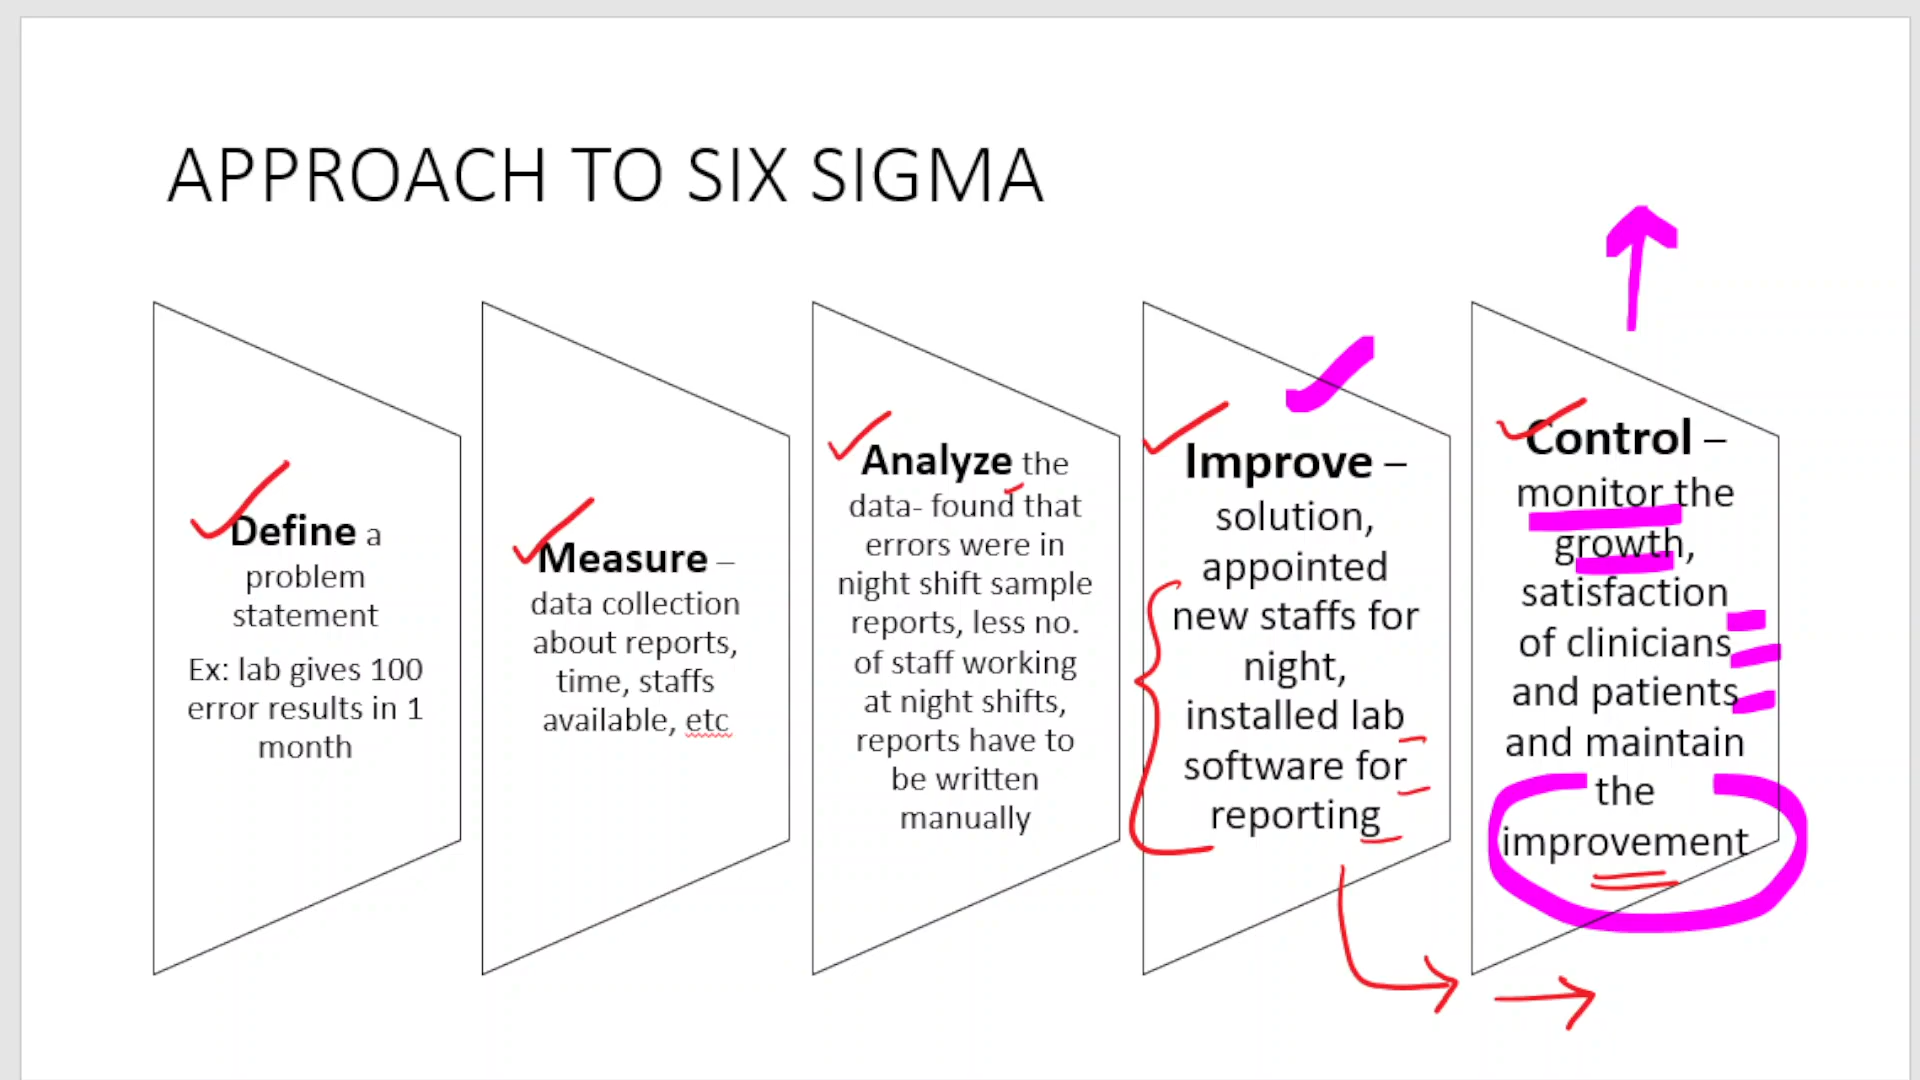 APPROACH TO SIX SIGMA
Define a
problem
statement
Ex: lab gives 100
error results in 1
month
Measure –
data collection
about reports,
time, staffs
available, etc
Analyze the
data- found that
errors were in
night shift sample
reports, less no.
of staff working
at night shifts,
reports have to
be written
manually
Improve –
solution,
appointed
new staffs for
night,
installed lab
software for
reporting
Control –
monitor the
growth,
satisfaction
of clinicians
and patients
and maintain
the
improvement